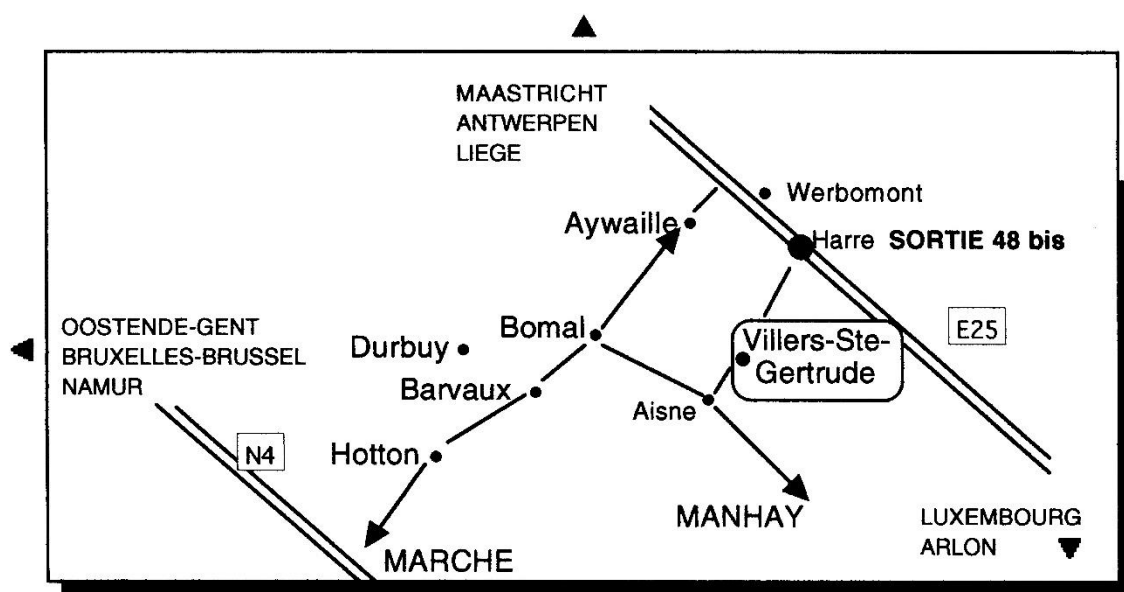 MAASTRICHT
ANTWERPEN
LIEGE
Werbomont
Aywaille
Harre SORTIE 48 bis
E25
OOSTENDE-GENT
BRUXELLES-BRUSSEL
NAMUR
Durbuy
Bomal
Villers-Ste-
Gertrude
Barvaux
Aisne
Hotton
N4
MANHAY
MARCHE
LUXEMBOURG
ARLON